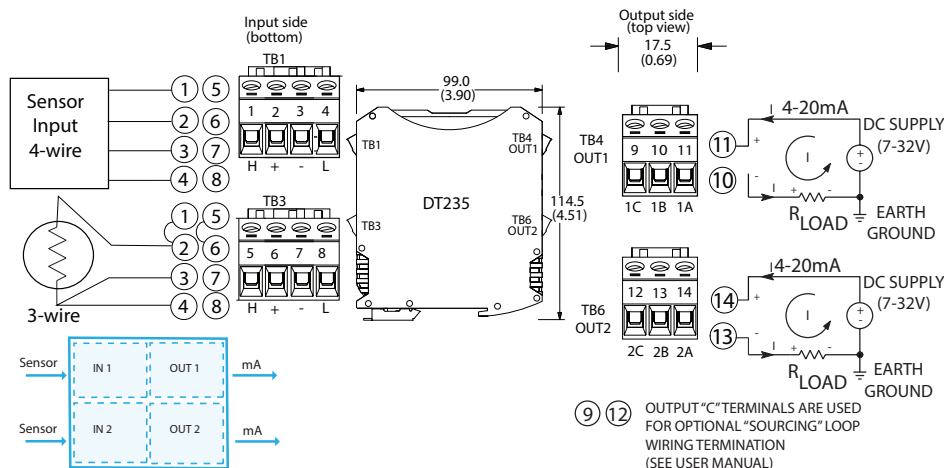 Input side
(bottom)
TB1
Sensor
Input
4-wire
1 5
2 6
3 7
4 8
1 2 3 4
H + - L
3-wire
1 5
2 6
3 7
4 8
TB3
5 6 7 8
H + - L
99.0
(3.90)
TB1
TB3
TB4
OUT1
TB6
OUT2
DT235
114.5
(4.51)
Output side
(top view)
17.5
(0.69)
TB4
OUT1
9 10 11
1C 1B 1A
11
10
I 4-20mA
+
-
I
I
+ -
RLOAD
DC SUPPLY
(7-32V)
+
-
EARTH
GROUND
TB6
OUT2
12 13 14
2C 2B 2A
14
13
I 4-20mA
+
-
I
I
+ -
RLOAD
DC SUPPLY
(7-32V)
+
-
EARTH
GROUND
Sensor IN 1 OUT 1 mA
Sensor IN 2 OUT 2 mA
9 12 OUTPUT "C" TERMINALS ARE USED
FOR OPTIONAL "SOURCING" LOOP
WIRING TERMINATION
(SEE USER MANUAL)